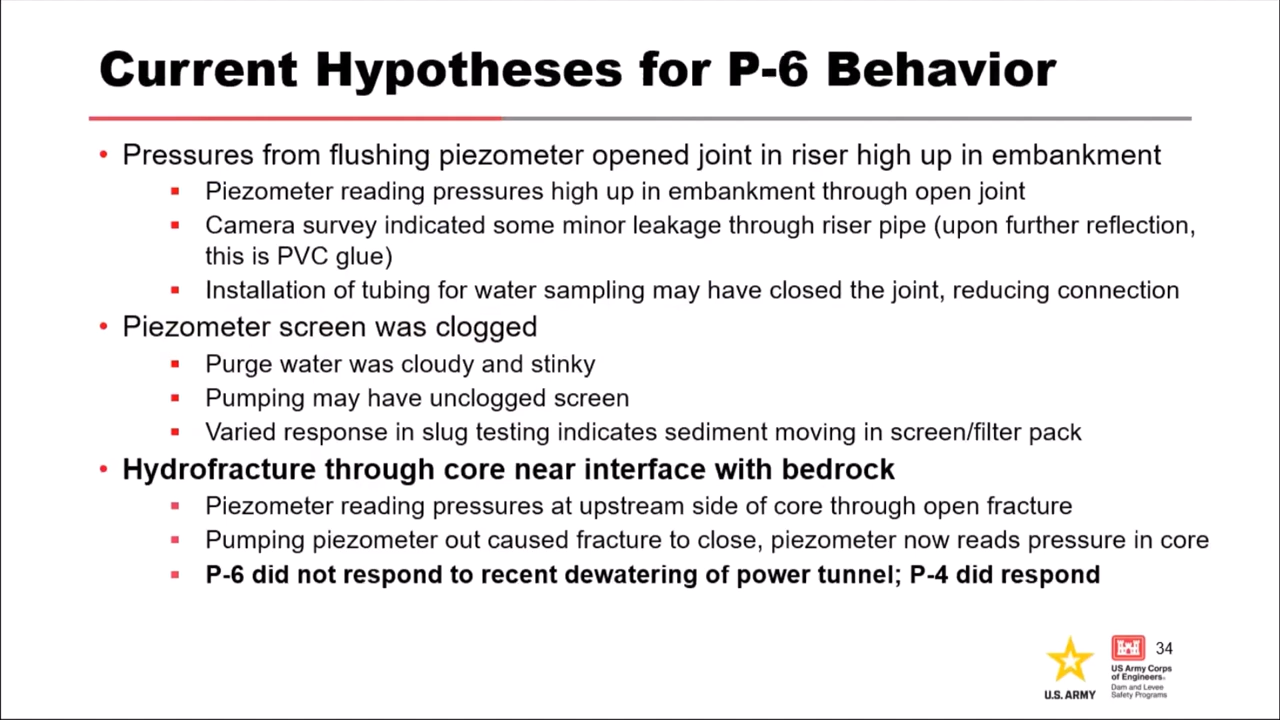 Current Hypotheses for P-6 Behavior
• Pressures from flushing piezometer opened joint in riser high up in embankment
▪ Piezometer reading pressures high up in embankment through open joint
▪ Camera survey indicated some minor leakage through riser pipe (upon further reflection,
this is PVC glue)
▪ Installation of tubing for water sampling may have closed the joint, reducing connection
• Piezometer screen was clogged
▪ Purge water was cloudy and stinky
▪ Pumping may have unclogged screen
▪ Varied response in slug testing indicates sediment moving in screen/filter pack
• Hydrofracture through core near interface with bedrock
▪ Piezometer reading pressures at upstream side of core through open fracture
▪ Pumping piezometer out caused fracture to close, piezometer now reads pressure in core
▪ P-6 did not respond to recent dewatering of power tunnel; P-4 did respond
U.S. ARMY
US Army Corps
of Engineers®
Dam and Levee
Safety Programs
34